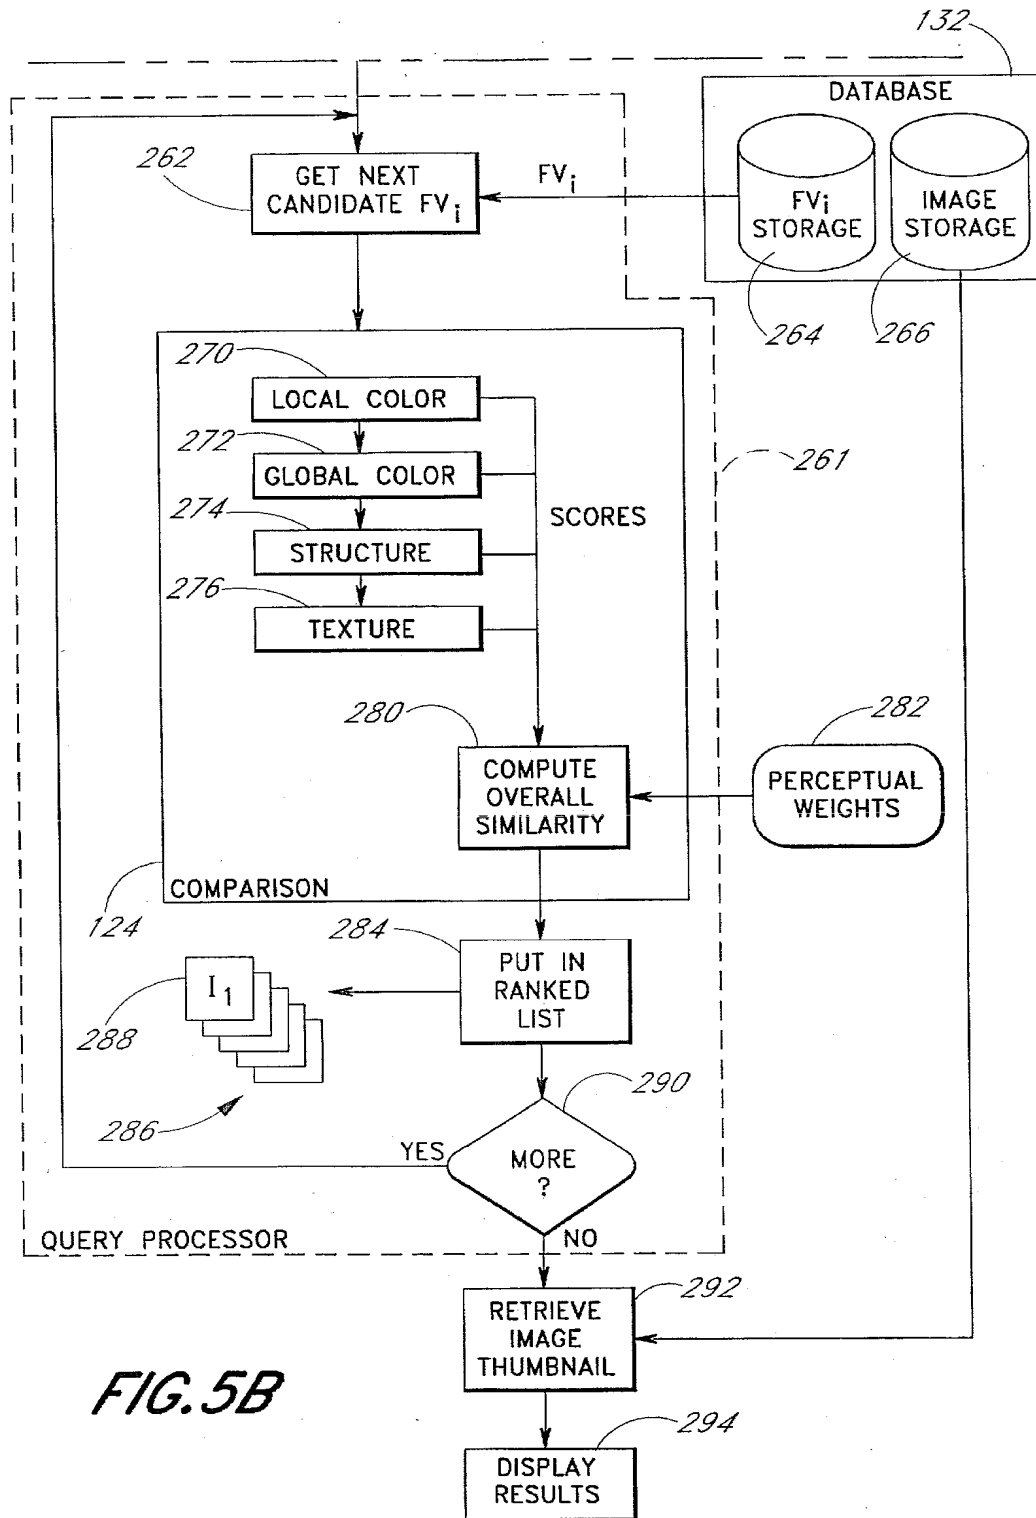 132
DATABASE
262
GET NEXT
CANDIDATE FVi
FVi
FVi
STORAGE
IMAGE
STORAGE
264
266
270
LOCAL COLOR
272
GLOBAL COLOR
261
274
SCORES
STRUCTURE
276
TEXTURE
280
282
COMPUTE
OVERALL
SIMILARITY
PERCEPTUAL
WEIGHTS
COMPARISON
124
284
PUT IN
RANKED
LIST
I1
288
286
290
YES
MORE
?
QUERY PROCESSOR
NO
292
RETRIEVE
IMAGE
THUMBNAIL
FIG.5B
294
DISPLAY
RESULTS